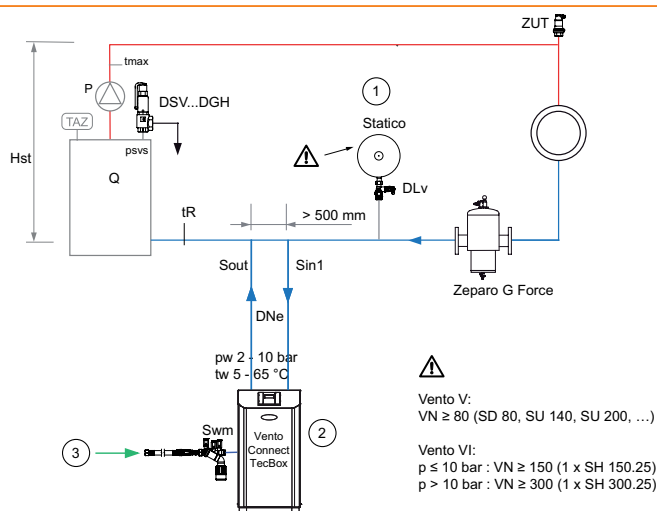 ZUT
tmax
P
DSV...DGH
1
TAZ
Statico
psvs
Hst
Q
DLv
tR
> 500 mm
Sout
Sin1
Zeparo G Force
DNe
pw 2 - 10 bar
tw 5 - 65 °C
Vento V:
VN ≥ 80 (SD 80, SU 140, SU 200, …)
Swm
Vento
Connect
TecBox
2
3
Vento VI:
p ≤ 10 bar : VN ≥ 150 (1 x SH 150.25)
p > 10 bar : VN ≥ 300 (1 x SH 300.25)